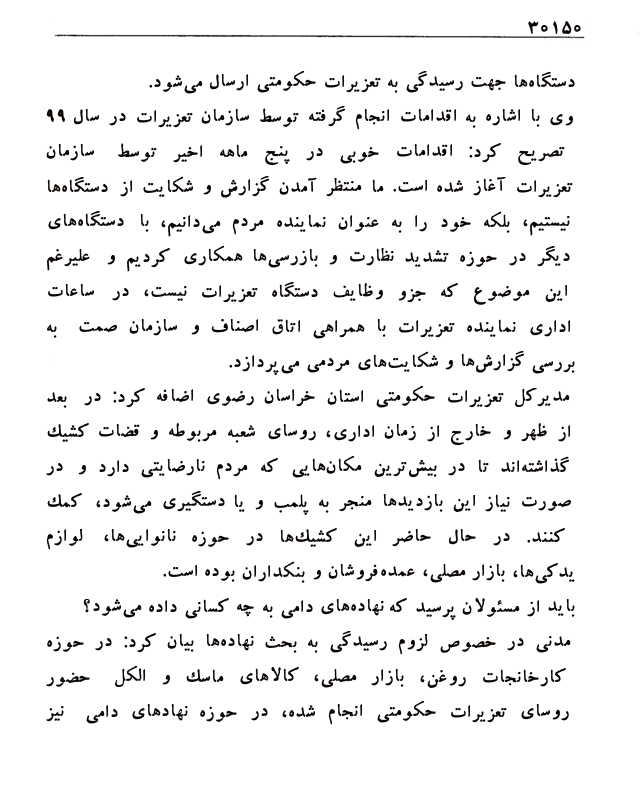 ۳۰۱۵۰
دستگاه‌ها جهت رسیدگی به تعزیرات حکومتی ارسال می‌شود.
وی با اشاره به اقدامات انجام گرفته توسط سازمان تعزیرات در سال ۹۹
تصریح کرد: اقدامات خوبی در پنج ماهه اخیر توسط سازمان
تعزیرات آغاز شده است. ما منتظر آمدن گزارش و شکایت از دستگاه‌ها
نیستیم، بلکه خود را به عنوان نماینده مردم می‌دانیم، با دستگاه‌های
دیگر در حوزه تشدید نظارت و بازرسی‌ها همکاری کردیم و علیرغم
این موضوع که جزو وظایف دستگاه تعزیرات نیست، در ساعات
اداری نماینده تعزیرات با همراهی اتاق اصناف و سازمان صمت به
بررسی گزارش‌ها و شکایت‌های مردمی می‌پردازد.
مدیرکل تعزیرات حکومتی استان خراسان رضوی اضافه کرد: در بعد
از ظهر و خارج از زمان اداری، روسای شعبه مربوطه و قضات کشیك
گذاشته‌اند تا در بیش‌ترین مکان‌هایی که مردم نارضایتی دارد و در
صورت نیاز این بازدیدها منجر به پلمب و یا دستگیری می‌شود، کمك
کنند. در حال حاضر این کشیك‌ها در حوزه نانوایی‌ها، لوازم
یدکی‌ها، بازار مصلی، عمده‌فروشان و بنکداران بوده است.
باید از مسئولان پرسید که نهاده‌های دامی به چه کسانی داده می‌شود؟
مدنی در خصوص لزوم رسیدگی به بحث نهاده‌ها بیان کرد: در حوزه
کارخانجات روغن، بازار مصلی، کالاهای ماسك و الکل حضور
روسای تعزیرات حکومتی انجام شده، در حوزه نهادهای دامی نیز